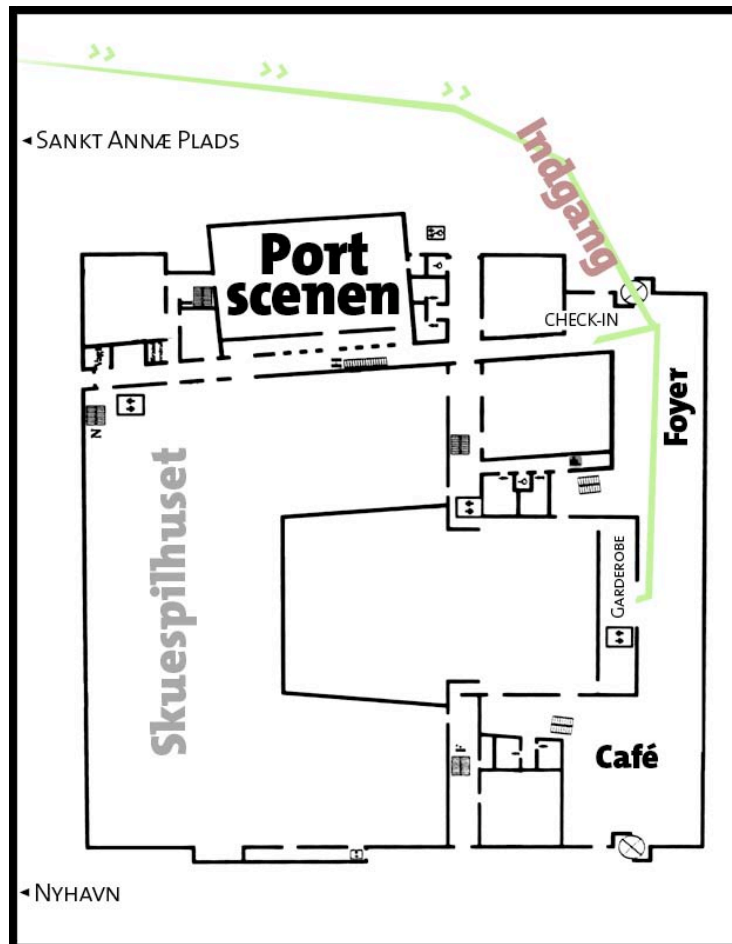 Sankt Annæ Plads
Indgang
Port
scenen
CHECK-IN
Foyer
N
Skuespilhuset
Garderobe
F
Café
Nyhavn